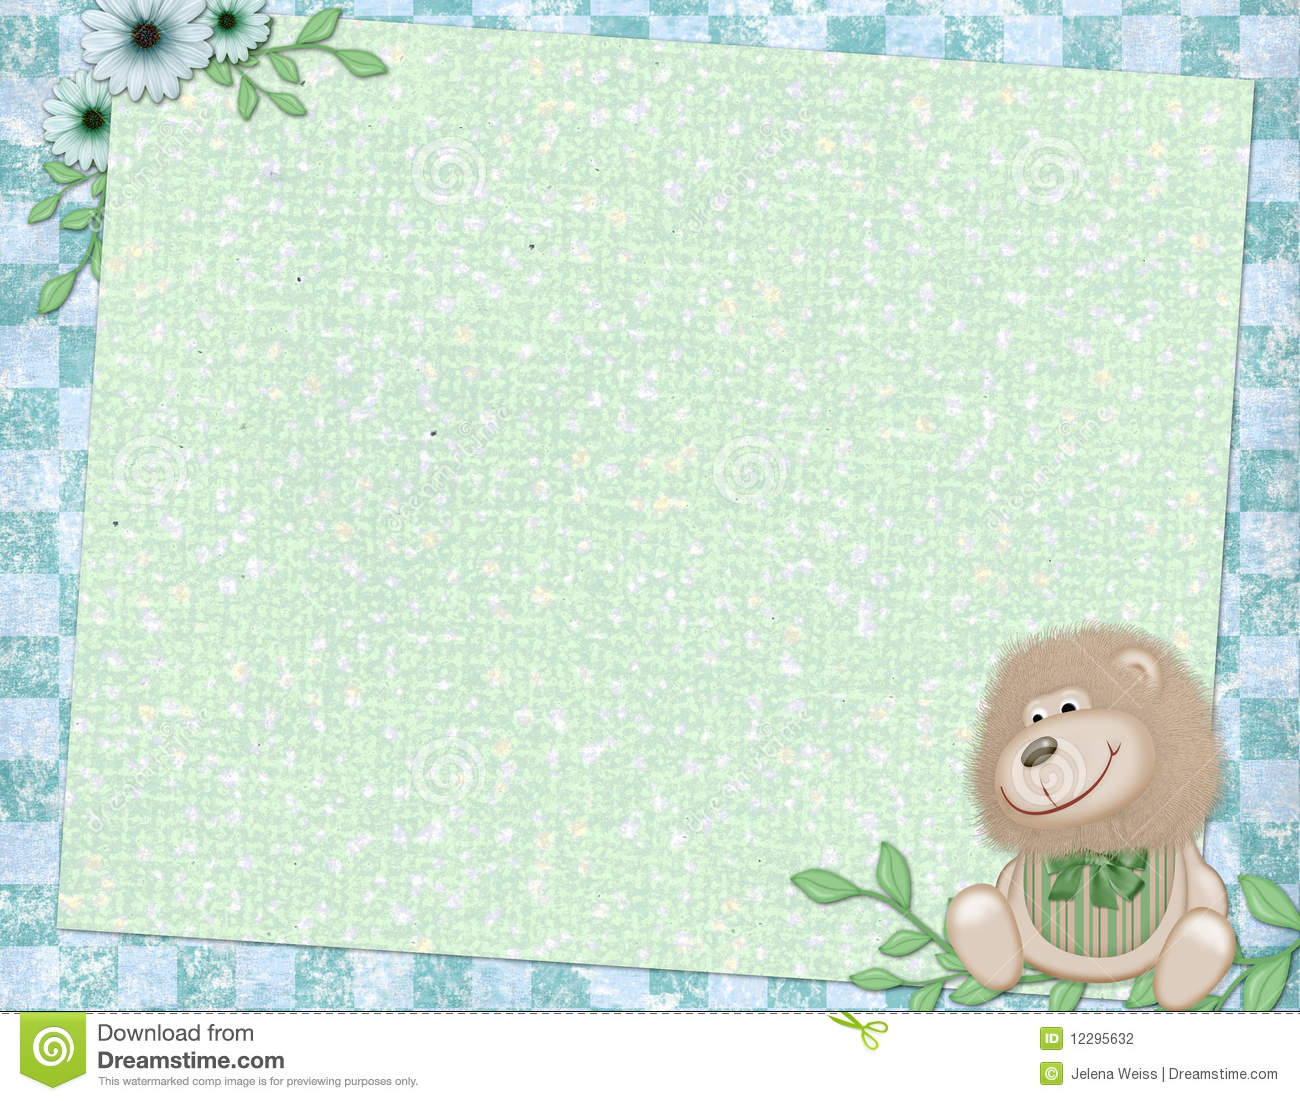 Download from
Dreamstime.com
This watermarked comp image is for previewing purposes only.
ID 12295632
© Jelena Weiss | Dreamstime.com